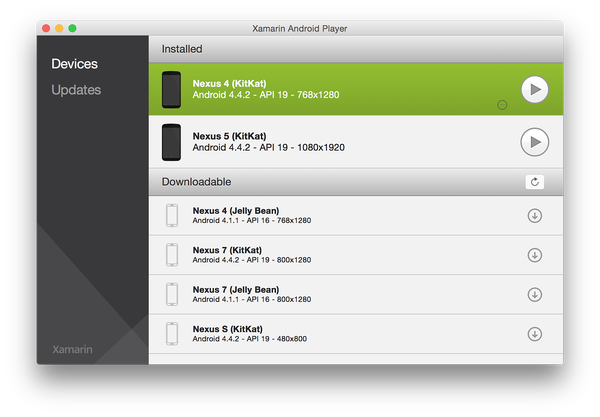 Xamarin Android Player
Devices
Updates
Installed
Nexus 4 (KitKat)
Android 4.4.2 - API 19 - 768x1280
Nexus 5 (KitKat)
Android 4.4.2 - API 19 - 1080x1920
Downloadable
Nexus 4 (Jelly Bean)
Android 4.1.1 - API 16 - 768x1280
Nexus 7 (KitKat)
Android 4.4.2 - API 19 - 800x1280
Nexus 7 (Jelly Bean)
Android 4.1.1 - API 16 - 800x1280
Nexus S (KitKat)
Android 4.4.2 - API 19 - 480x800
Xamarin